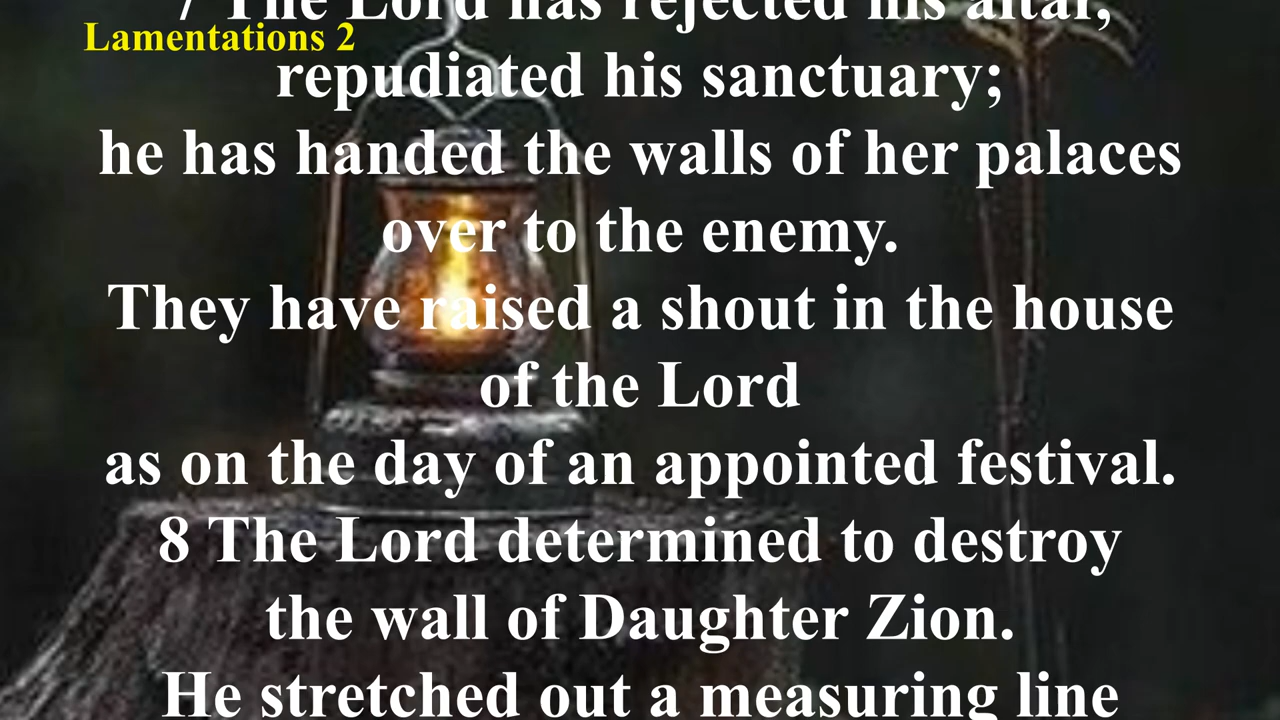 Lamentations 2
7 The Lord has rejected his altar,
repudiated his sanctuary;
he has handed the walls of her palaces
over to the enemy.
They have raised a shout in the house
of the Lord
as on the day of an appointed festival.
8 The Lord determined to destroy
the wall of Daughter Zion.
He stretched out a measuring line